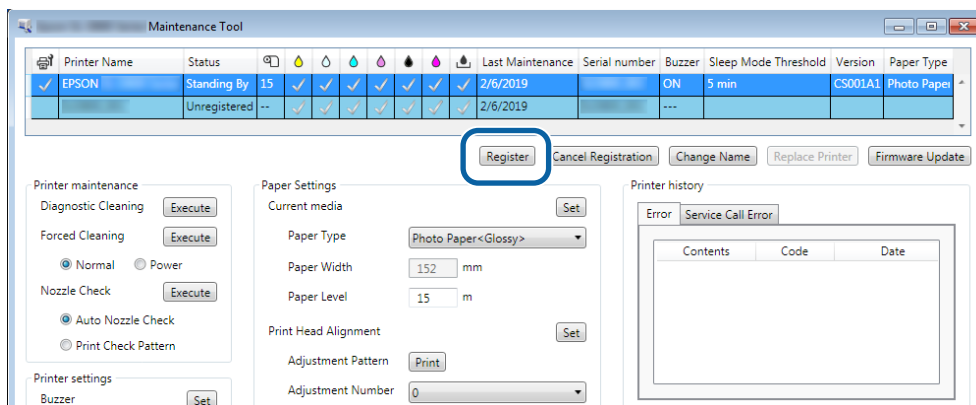 Maintenance Tool
Printer Name Status Last Maintenance Serial number Buzzer Sleep Mode Threshold Version Paper Type
EPSON Standing By 15 2/6/2019 ON 5 min CS001A1 Photo Paper
Unregistered -- 2/6/2019 ---
Register Cancel Registration Change Name Replace Printer Firmware Update
Printer maintenance
Diagnostic Cleaning Execute
Forced Cleaning Execute
Normal Power
Nozzle Check Execute
Auto Nozzle Check
Print Check Pattern
Printer settings
Buzzer Set
Paper Settings
Current media Set
Paper Type Photo Paper<Glossy>
Paper Width 152 mm
Paper Level 15 m
Print Head Alignment Set
Adjustment Pattern Print
Adjustment Number 0
Printer history
Error Service Call Error
Contents Code Date